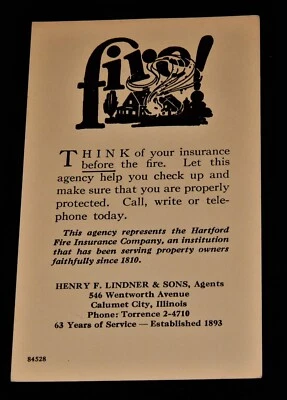 fire!
THINK of your insurance
before the fire. Let this
agency help you check up and
make sure that you are properly
protected. Call, write or tele-
phone today.
This agency represents the Hartford
Fire Insurance Company, an institution
that has been serving property owners
faithfully since 1810.
HENRY F. LINDNER & SONS, Agents
546 Wentworth Avenue
Calumet City, Illinois
Phone: Torrence 2-4710
63 Years of Service — Established 1893
84528